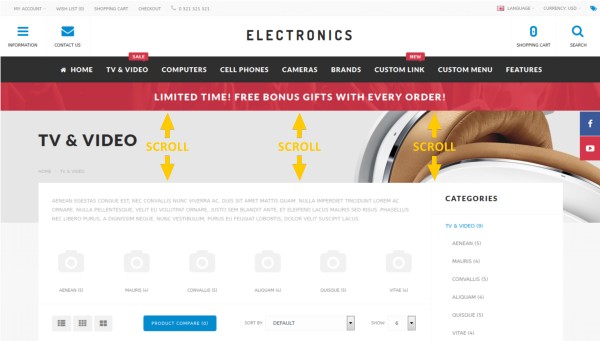 MY ACCOUNT WISH LIST (0) SHOPPING CART CHECKOUT 0 321 321 321 LANGUAGE CURRENCY USD
INFORMATION CONTACT US ELECTRONICS 0 SHOPPING CART SEARCH
SALE NEW
HOME TV & VIDEO COMPUTERS CELL PHONES CAMERAS BRANDS CUSTOM LINK CUSTOM MENU FEATURES
LIMITED TIME! FREE BONUS GIFTS WITH EVERY ORDER!
TV & VIDEO
SCROLL SCROLL SCROLL
HOME TV & VIDEO
AENEAN EGESTAS CONGUE EST, NEC CONVALLIS NUNC VIVERRA AC. DUIS SIT AMET MATTIS QUAM. NULLA IMPERDIET TINCIDUNT LOREM AC
ORNARE. NULLA PELLENTESQUE, VELIT EU VOLUTPAT ORNARE, JUSTO SEM BLANDIT ANTE, ET ELEIFEND LACUS MAURIS SED RISUS. PHASELLUS
NEC LIBERO PURUS, A DIGNISSIM NEQUE. NUNC VESTIBULUM, PURUS EU FEUGIAT LOBORTIS, DOLOR VELIT SUSCIPIT LACUS.
AENEAN (5) MAURIS (4) CONVALLIS (5) ALIQUAM (4) QUISQUE (5) VITAE (4)
PRODUCT COMPARE (0) SORT BY DEFAULT SHOW 6
CATEGORIES
TV & VIDEO (9)
AENEAN (5)
MAURIS (4)
CONVALLIS (5)
ALIQUAM (4)
QUISQUE (5)
VITAE (4)